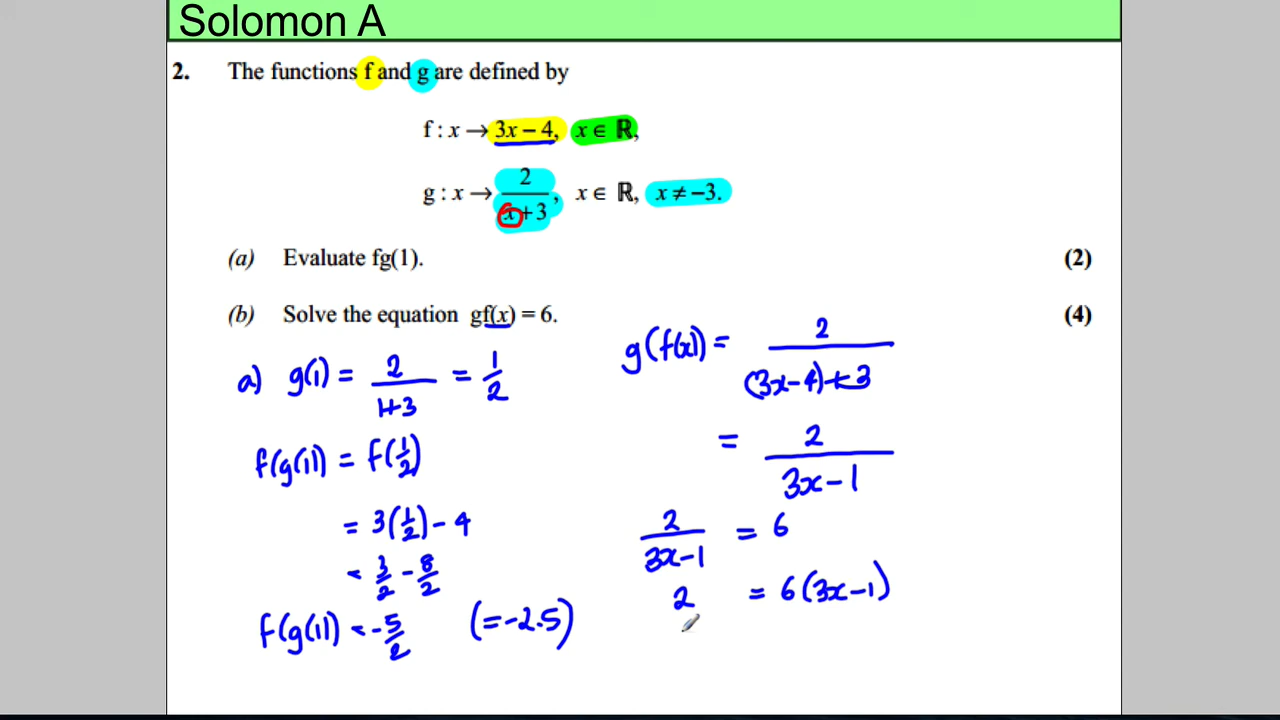 Solomon A
2. The functions f and g are defined by
f : x → 3x – 4, x ∈ ℝ,
g : x → 2/(x + 3), x ∈ ℝ, x ≠ –3.
(a) Evaluate fg(1). (2)
(b) Solve the equation gf(x) = 6. (4)
a) g(1) = 2/(1+3) = 1/2
f(g(1)) = f(1/2)
= 3(1/2) - 4
= 3/2 - 8/2
f(g(1)) = -5/2 (= -2.5)
g(f(x)) = 2/((3x-4)+3)
= 2/(3x-1)
2/(3x-1) = 6
2 = 6(3x-1)